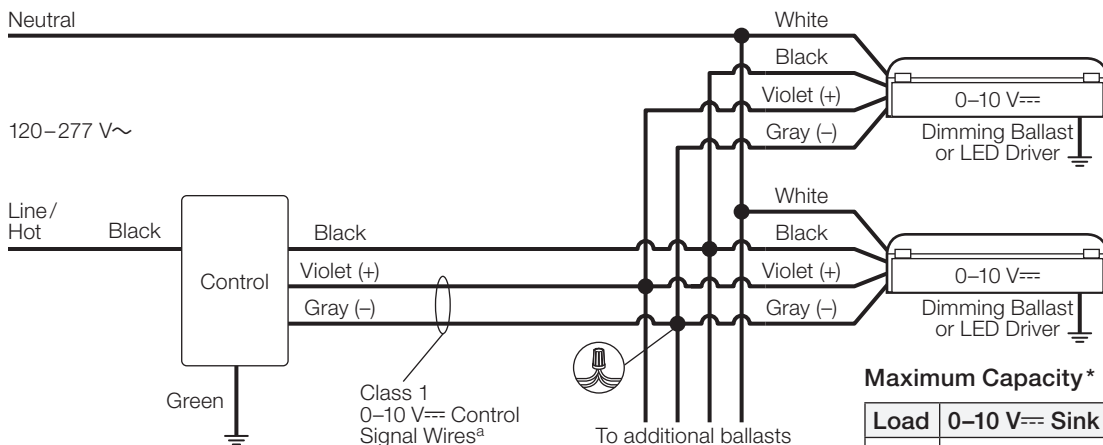 Neutral
White
Black
Violet (+)
Gray (–)
0–10 V⎓
Dimming Ballast
or LED Driver
120–277 V~
Line/
Hot
Black
Control
Black
Violet (+)
Gray (–)
White
Black
Violet (+)
Gray (–)
0–10 V⎓
Dimming Ballast
or LED Driver
Green
Class 1
0–10 V⎓ Control
Signal Wiresᵃ
To additional ballasts
Maximum Capacity*
Load 0–10 V⎓ Sink